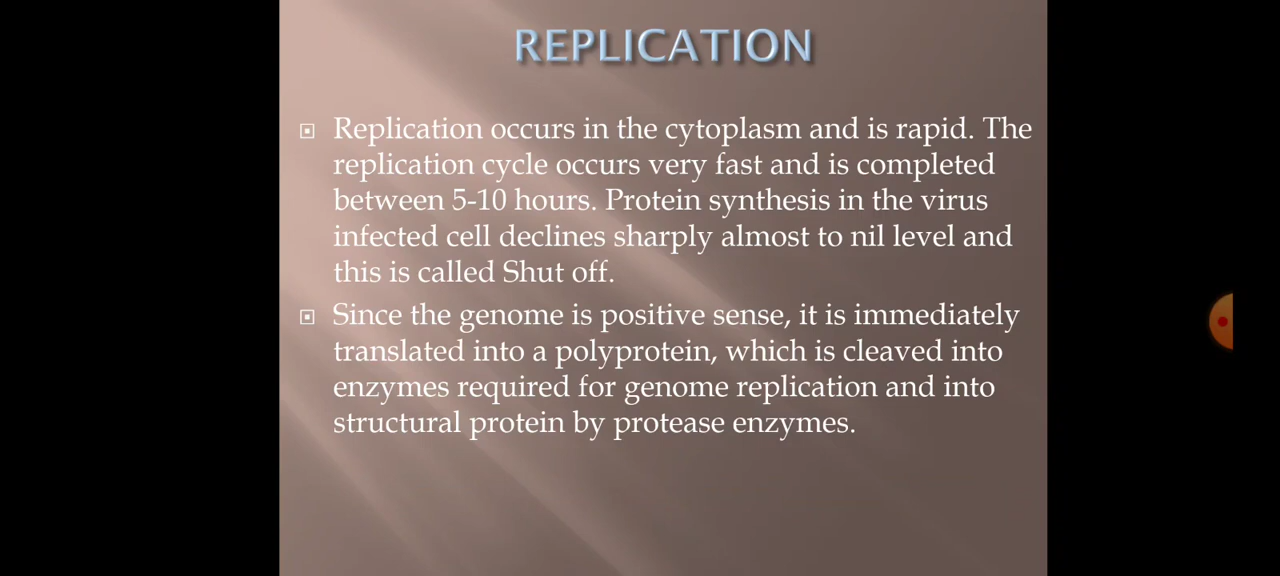 REPLICATION
Replication occurs in the cytoplasm and is rapid. The
replication cycle occurs very fast and is completed
between 5-10 hours. Protein synthesis in the virus
infected cell declines sharply almost to nil level and
this is called Shut off.
Since the genome is positive sense, it is immediately
translated into a polyprotein, which is cleaved into
enzymes required for genome replication and into
structural protein by protease enzymes.